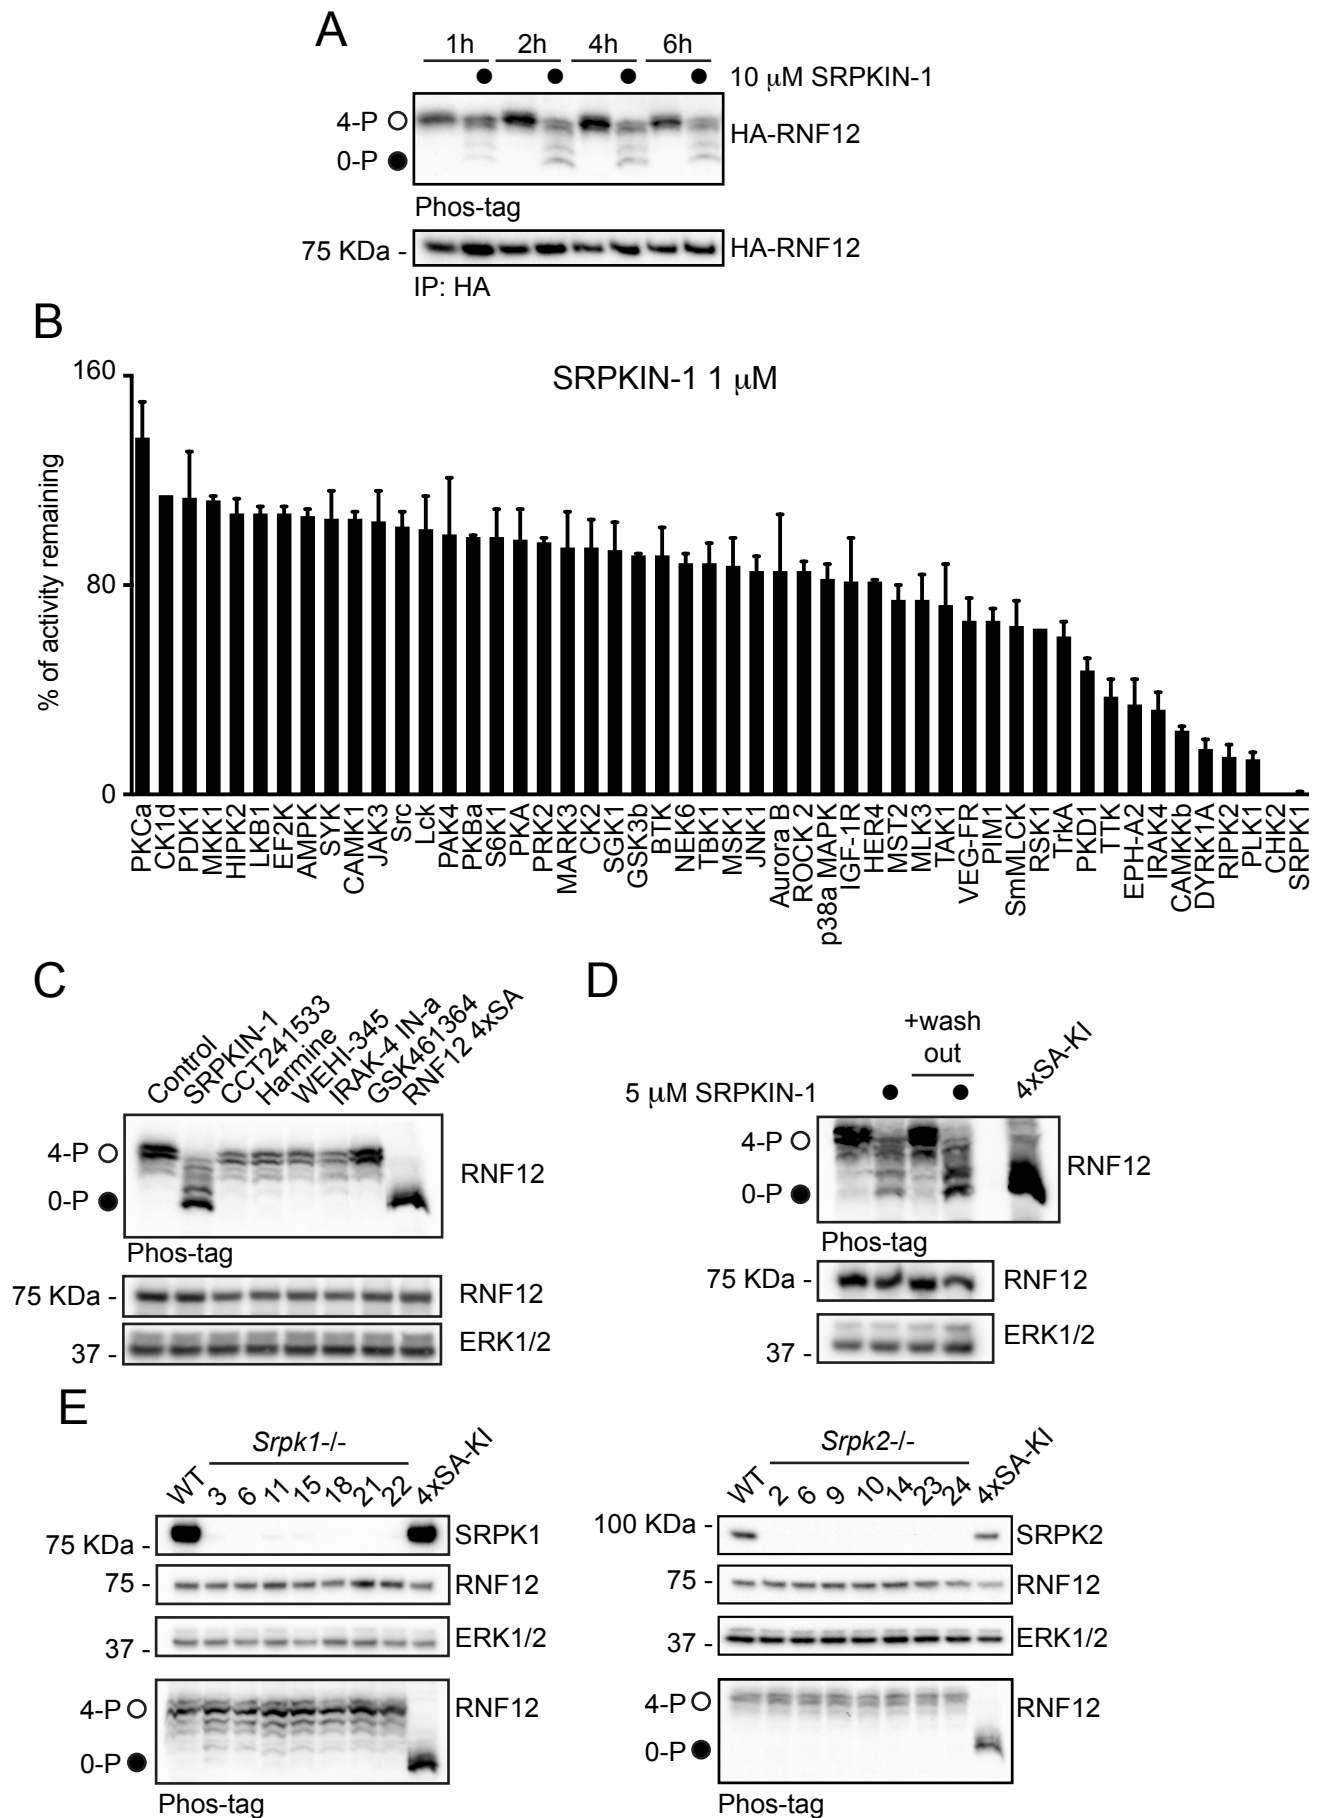 A
1h 2h 4h 6h
10 μM SRPKIN-1
4-P
HA-RNF12
0-P
Phos-tag
75 KDa - HA-RNF12
IP: HA
B
SRPKIN-1 1 μM
% of activity remaining
160
80
0
PKCa
CK1d
PDK1
MKK1
HIPK2
LKB1
EF2K
AMPK
SYK
CAMK1
JAK3
Src
Lck
PAK4
PKBa
S6K1
PKA
PRK2
MARK3
CK2
SGK1
GSK3b
BTK
NEK6
TBK1
MSK1
JNK1
Aurora B
ROCK 2
p38a MAPK
IGF-1R
HER4
MST2
MLK3
TAK1
VEG-FR
PIM1
SmMLCK
RSK1
TrkA
PKD1
TTK
EPH-A2
IRAK4
CAMKkb
DYRK1A
RIPK2
PLK1
CHK2
SRPK1
C
Control
SRPKIN-1
CCT241533
Harmine
WEHI-345
IRAK-4 IN-a
GSK461364
RNF12 4xSA
4-P
RNF12
0-P
Phos-tag
75 KDa - RNF12
37 - ERK1/2
D
+wash
out
5 μM SRPKIN-1
4xSA-KI
4-P
RNF12
0-P
Phos-tag
75 KDa - RNF12
37 - ERK1/2
E
Srpk1-/-
WT 3 6 11 15 18 21 22 4xSA-KI
75 KDa - SRPK1
75 - RNF12
37 - ERK1/2
4-P RNF12
0-P
Phos-tag
Srpk2-/-
WT 2 6 9 10 14 23 24 4xSA-KI
100 KDa - SRPK2
75 - RNF12
37 - ERK1/2
4-P RNF12
0-P
Phos-tag